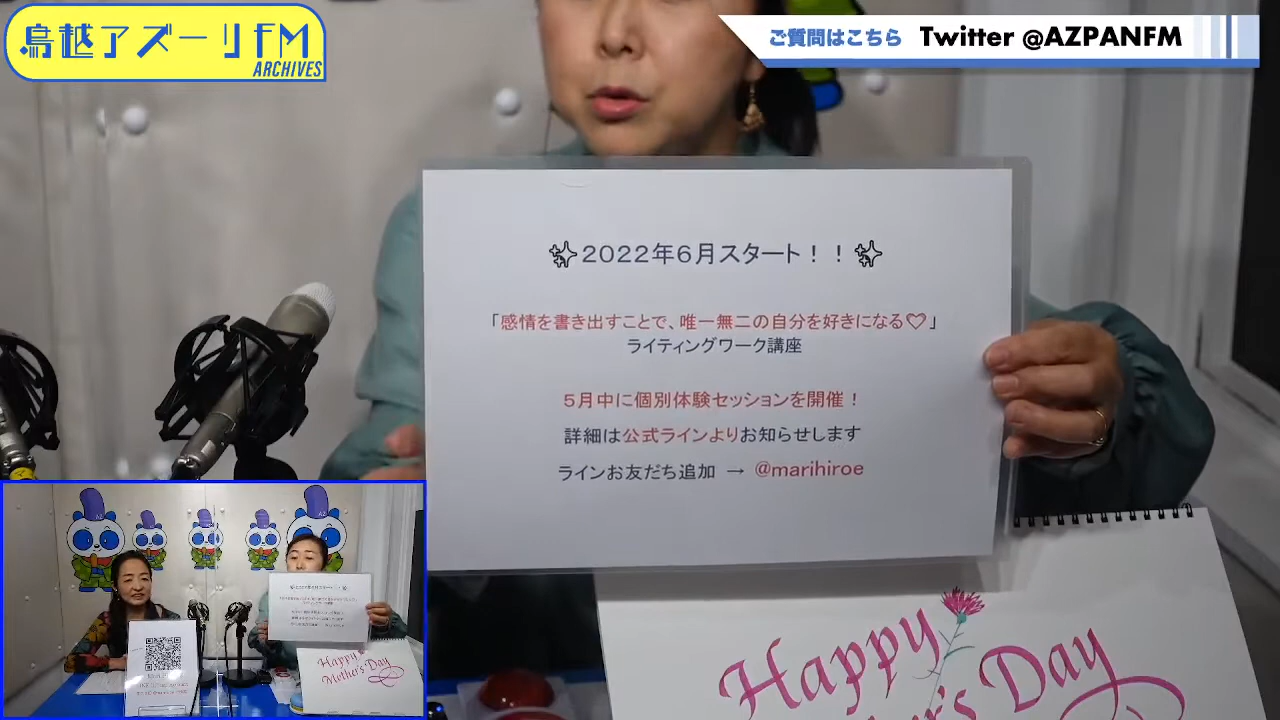 鳥越アズーリFM
ARCHIVES
ご質問はこちら Twitter @AZPANFM
2022年6月スタート！！
「感情を書き出すことで、唯一無二の自分を好きになる♡」
ライティングワーク講座
５月中に個別体験セッションを開催！
詳細は公式ラインよりお知らせします
ラインお友だち追加 → @marihiroe
Happy
Mother's Day